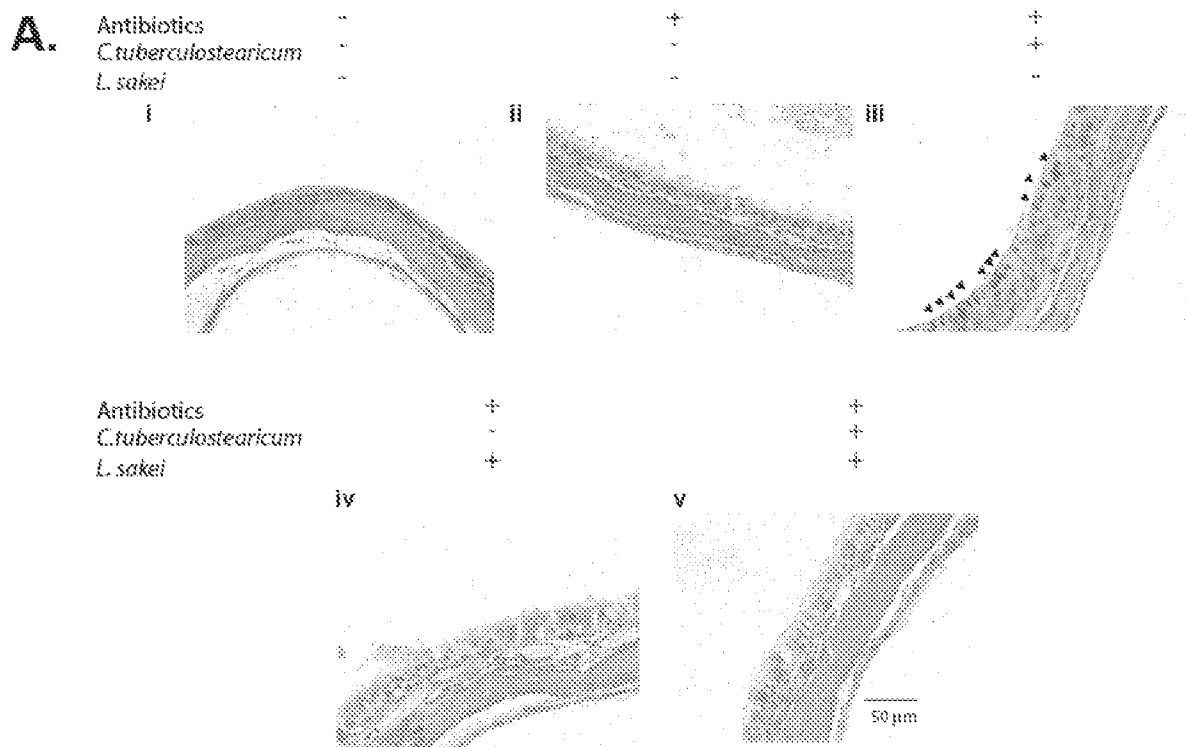 A.
Antibiotics - + +
C.tuberculostearicum - - +
L. sakei - - -
i ii iii
Antibiotics + +
C.tuberculostearicum - +
L. sakei + +
iv v
50 µm